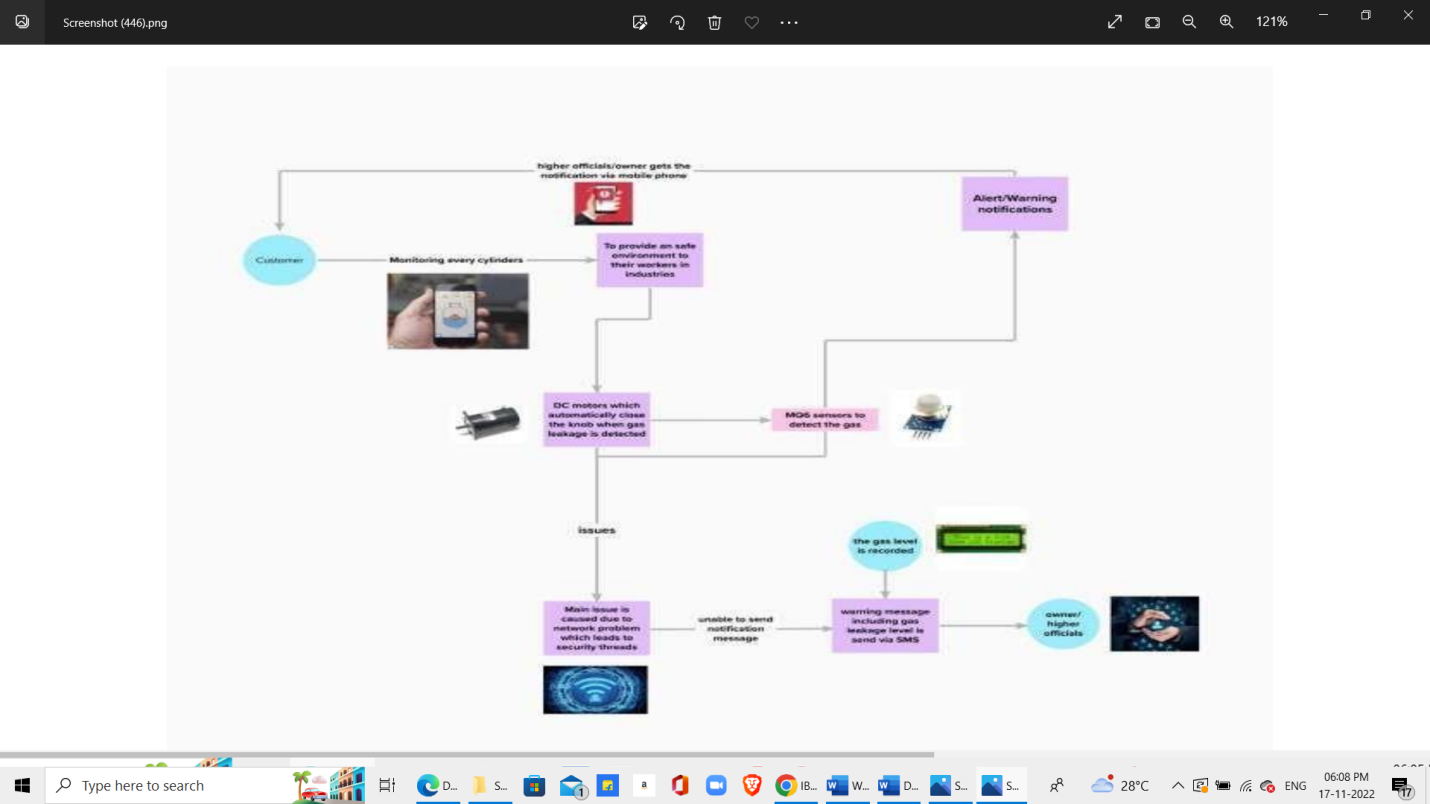 Screenshot (446).png
121%
higher officials/owner gets the
notification via mobile phone
Alert/Warning
notifications
Customer
Monitoring every cylinders
To provide an safe
environment to
their workers in
industries
DC motors which
automatically close
the knob when gas
leakage is detected
MQ6 sensors to
detect the gas
issues
the gas level
is recorded
Main issue is
caused due to
network problem
which leads to
security threads
unable to send
notification
message
warning message
including gas
leakage level is
send via SMS
owner/
higher
officials
Type here to search
D...
S...
1
a
IB...
W...
D...
S...
S...
28°C
ENG
06:08 PM
17-11-2022
17